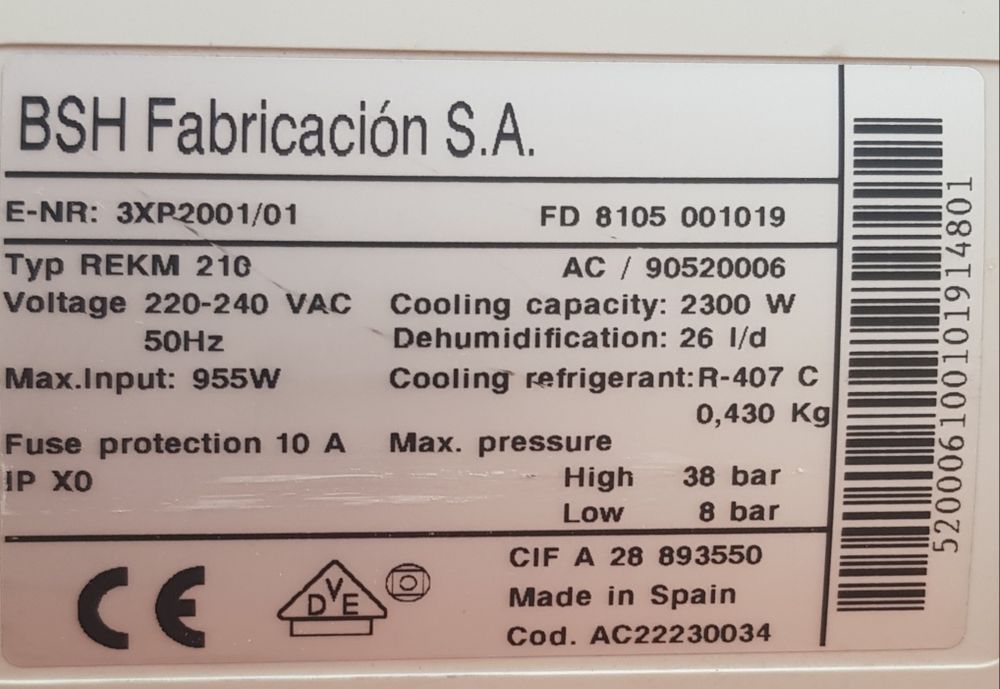 BSH Fabricación S.A.
E-NR: 3XP2001/01 FD 8105 001019
Typ REKM 210 AC / 90520006
Voltage 220-240 VAC Cooling capacity: 2300 W
50Hz Dehumidification: 26 l/d
Max.Input: 955W Cooling refrigerant: R-407 C
0,430 Kg
Fuse protection 10 A Max. pressure
IP X0 High 38 bar
Low 8 bar
CE DVE CIF A 28 893550
Made in Spain
Cod. AC22230034
520006100101914801